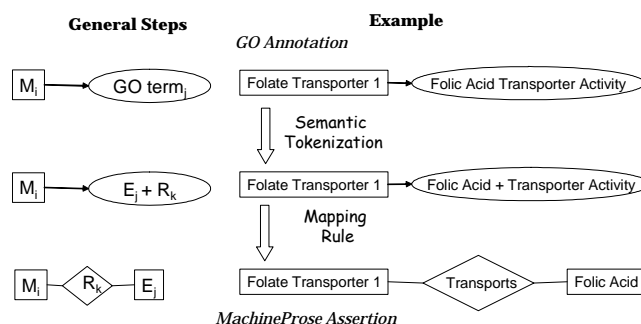 General Steps
Example
GO Annotation
Mi
GO termj
Folate Transporter 1
Folic Acid Transporter Activity
Semantic
Tokenization
Mi
Ej + Rk
Folate Transporter 1
Folic Acid + Transporter Activity
Mapping
Rule
Mi
Rk
Ej
Folate Transporter 1
Transports
Folic Acid
MachineProse Assertion